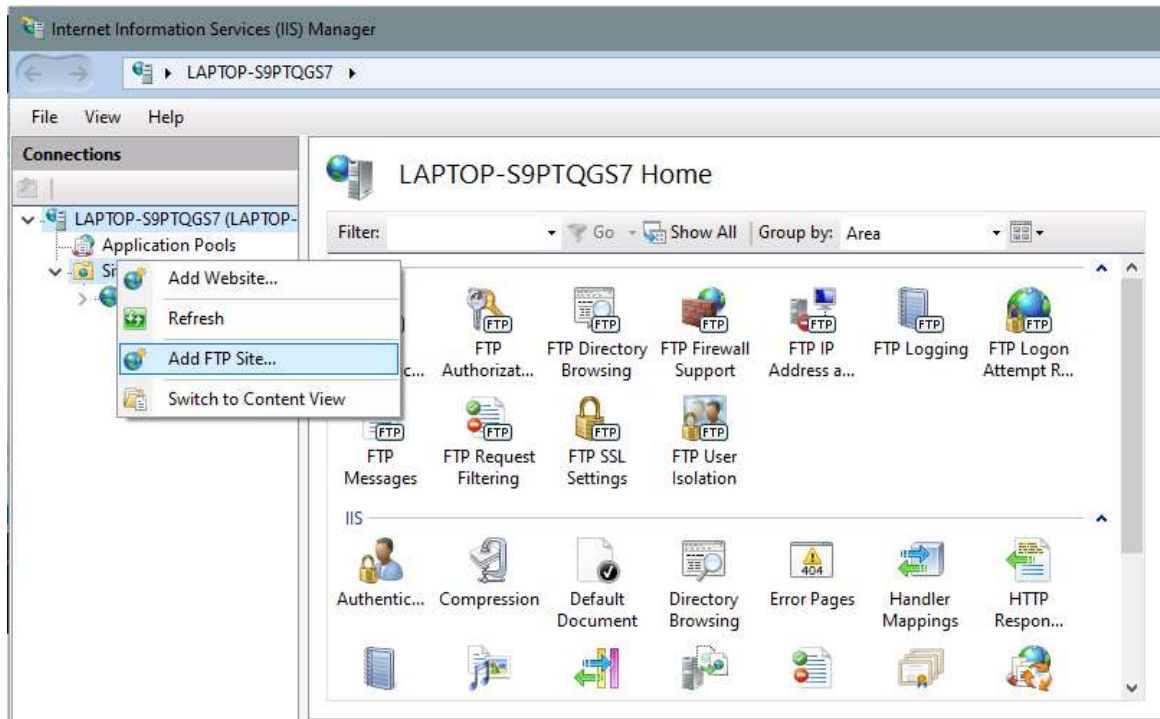 Internet Information Services (IIS) Manager
LAPTOP-S9PTQGS7
File View Help
Connections
LAPTOP-S9PTQGS7 (LAPTOP-
Application Pools
Add Website...
Refresh
Add FTP Site...
Switch to Content View
LAPTOP-S9PTQGS7 Home
Filter: Go Show All Group by: Area
FTP FTP FTP FTP FTP FTP
FTP FTP Directory FTP Firewall FTP IP FTP Logging FTP Logon
c... Authorizat... Browsing Support Address a... Attempt R...
FTP FTP FTP FTP
FTP FTP Request FTP SSL FTP User
Messages Filtering Settings Isolation
IIS
404
Authentic... Compression Default Directory Error Pages Handler HTTP
Document Browsing Mappings Respon...